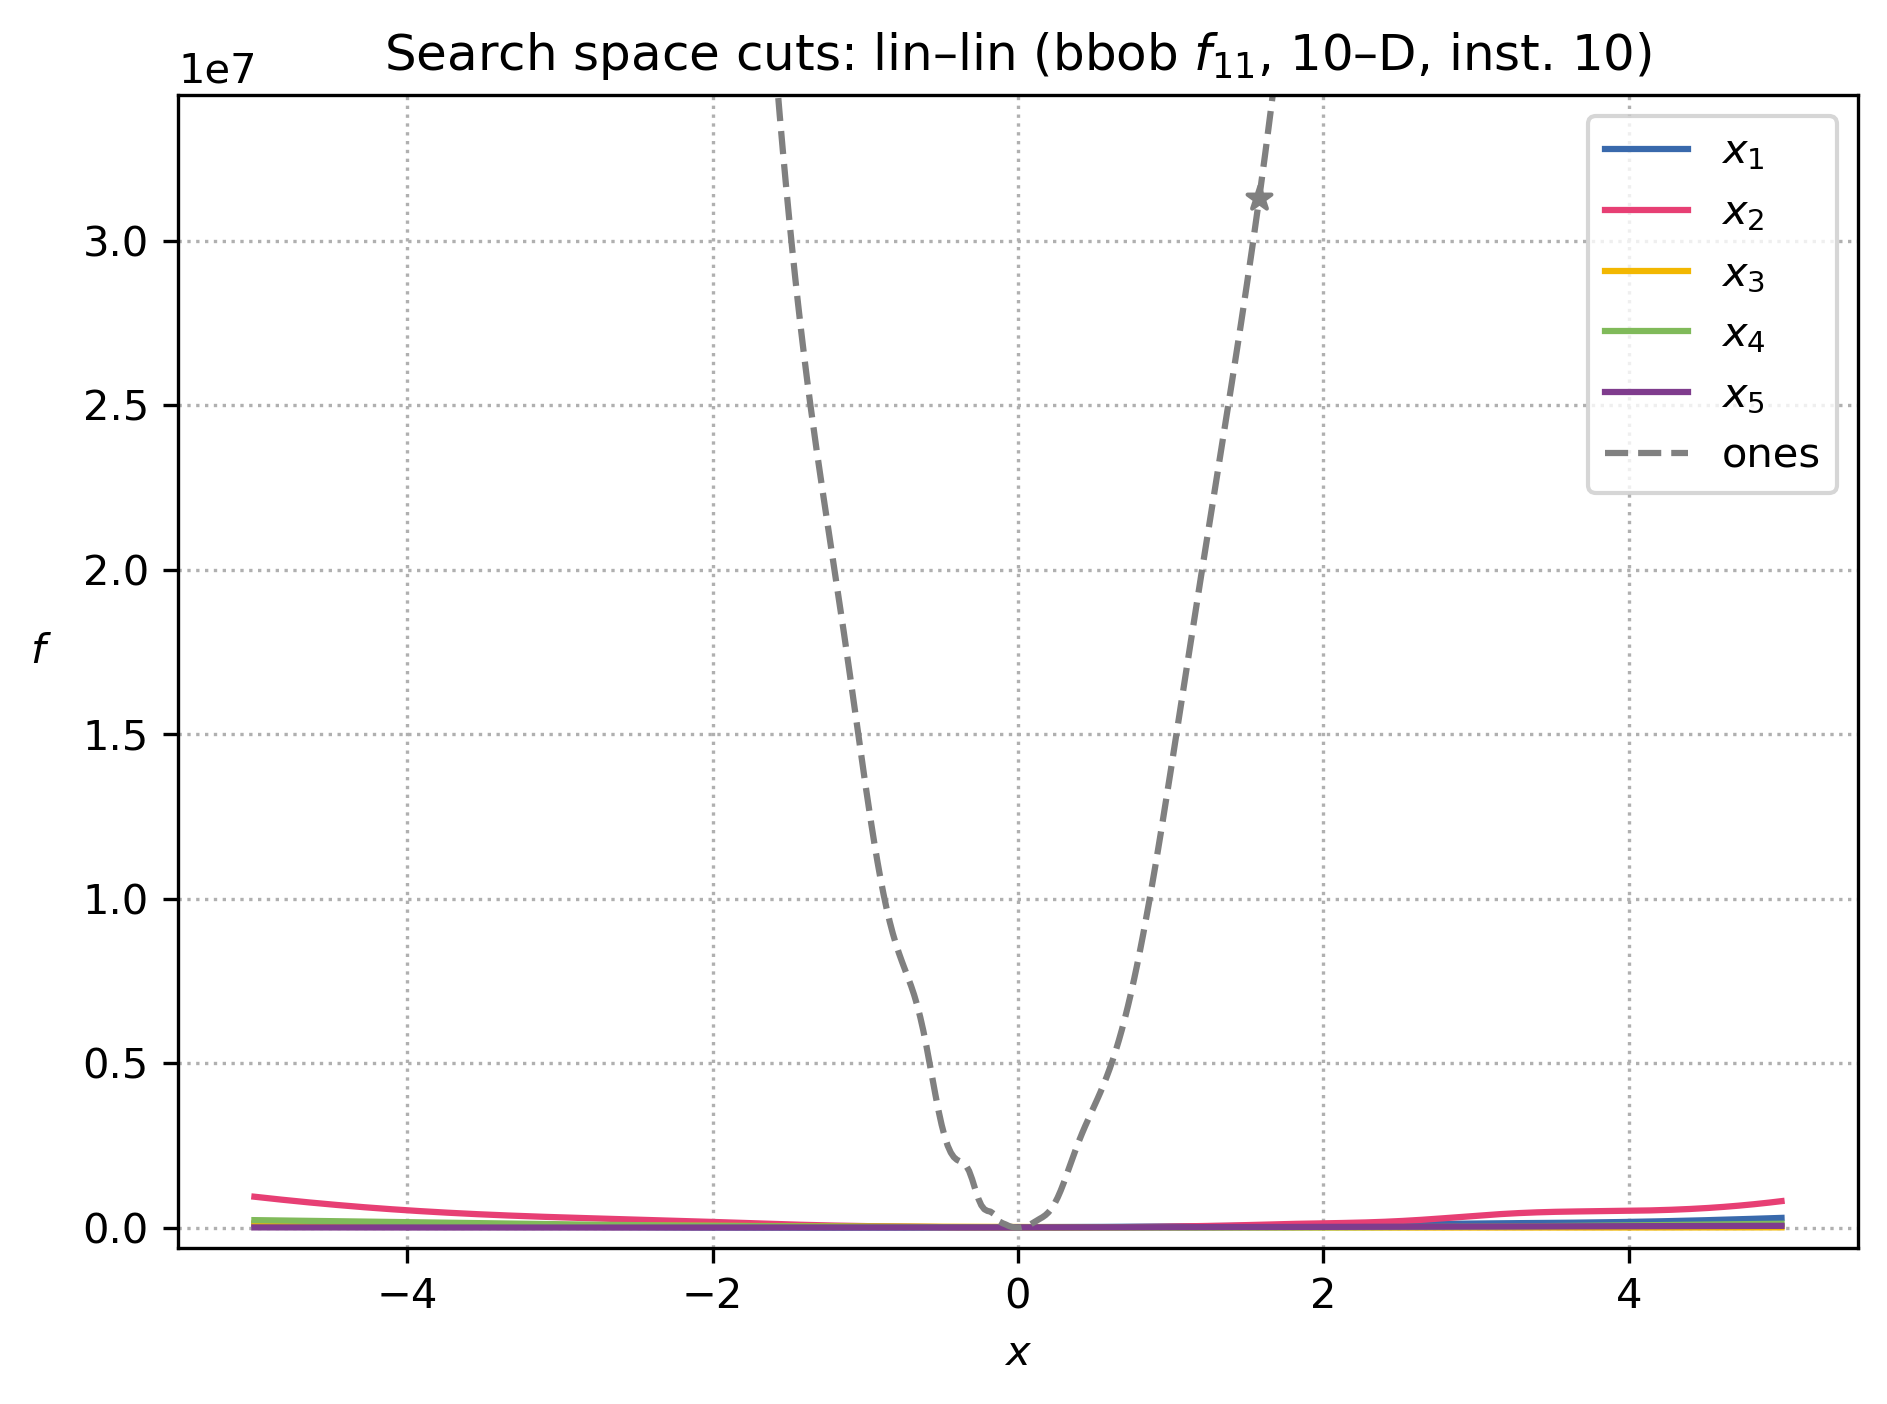 Search space cuts: lin–lin (bbob f₁₁, 10–D, inst. 10)
1e7
x₁
x₂
x₃
x₄
x₅
ones
3.0
2.5
2.0
1.5
1.0
0.5
0.0
f
−4 −2 0 2 4
x